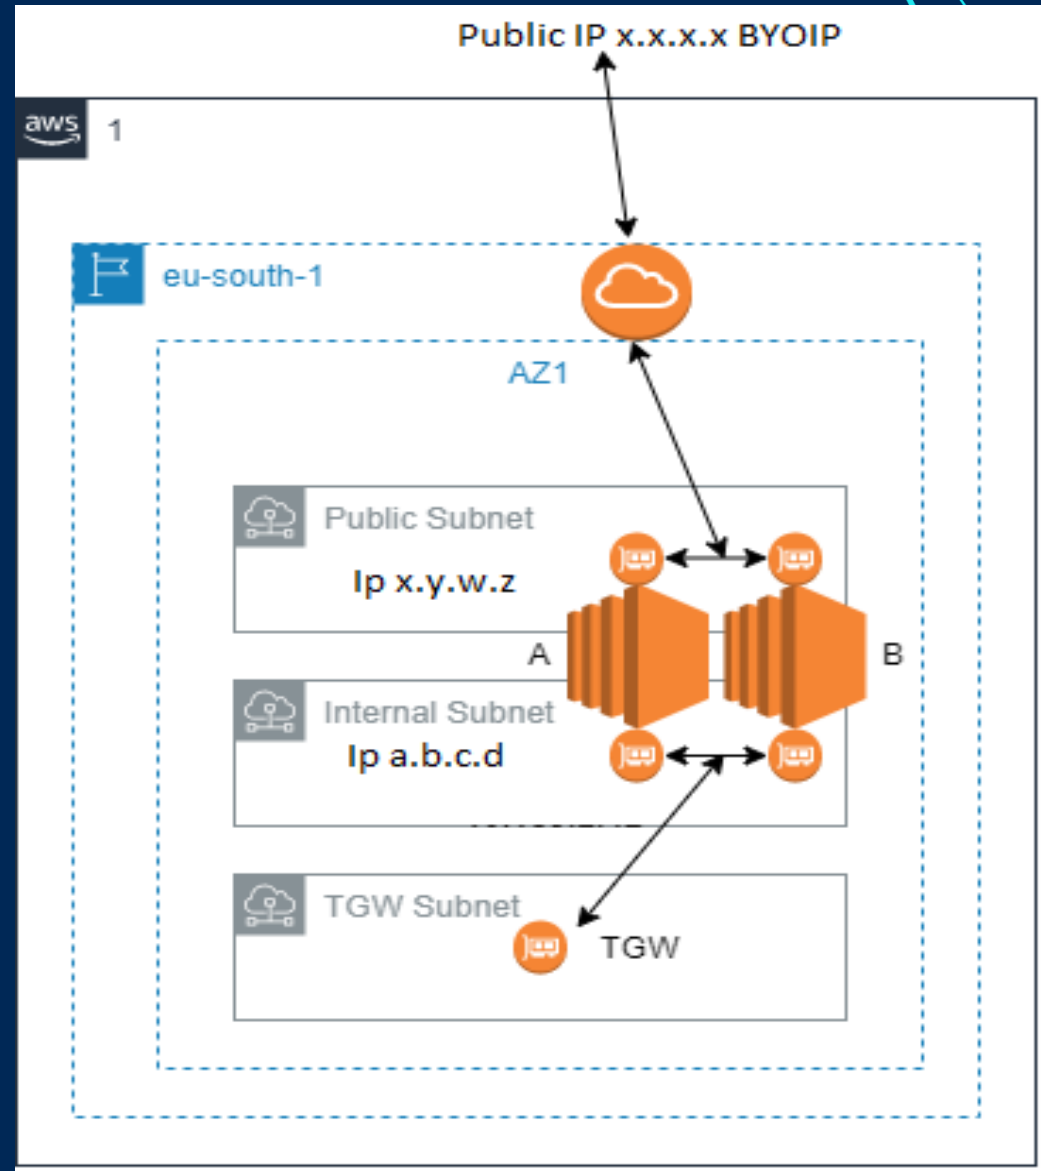 Public IP x.x.x.x BYOIP
aws 1
eu-south-1
AZ1
Public Subnet
Ip x.y.w.z
A
B
Internal Subnet
Ip a.b.c.d
TGW Subnet
TGW